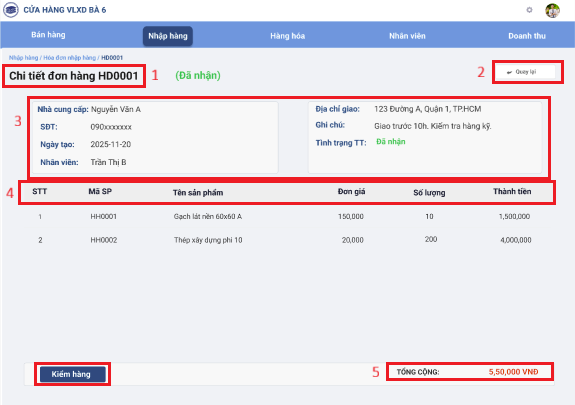 CỬA HÀNG VLXD BÀ 6
Bán hàng Nhập hàng Hàng hóa Nhân viên Doanh thu
Nhập hàng / Hóa đơn nhập hàng / HD0001
Chi tiết đơn hàng HD0001 1 (Đã nhận) 2 Quay lại
3
Nhà cung cấp: Nguyễn Văn A
SĐT: 090xxxxxxx
Ngày tạo: 2025-11-20
Nhân viên: Trần Thị B
Địa chỉ giao: 123 Đường A, Quận 1, TP.HCM
Ghi chú: Giao trước 10h. Kiểm tra hàng kỹ.
Tình trạng TT: Đã nhận
4 STT Mã SP Tên sản phẩm Đơn giá Số lượng Thành tiền
1 HH0001 Gạch lát nền 60x60 A 150,000 10 1,500,000
2 HH0002 Thép xây dựng phi 10 20,000 200 4,000,000
Kiểm hàng 5 TỔNG CỘNG: 5,50,000 VNĐ